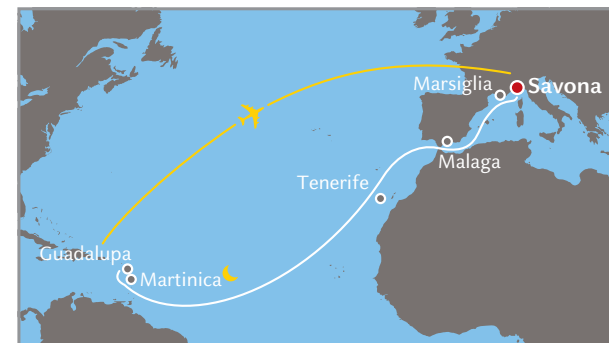 Marsiglia
Savona
Malaga
Tenerife
Guadalupa
Martinica